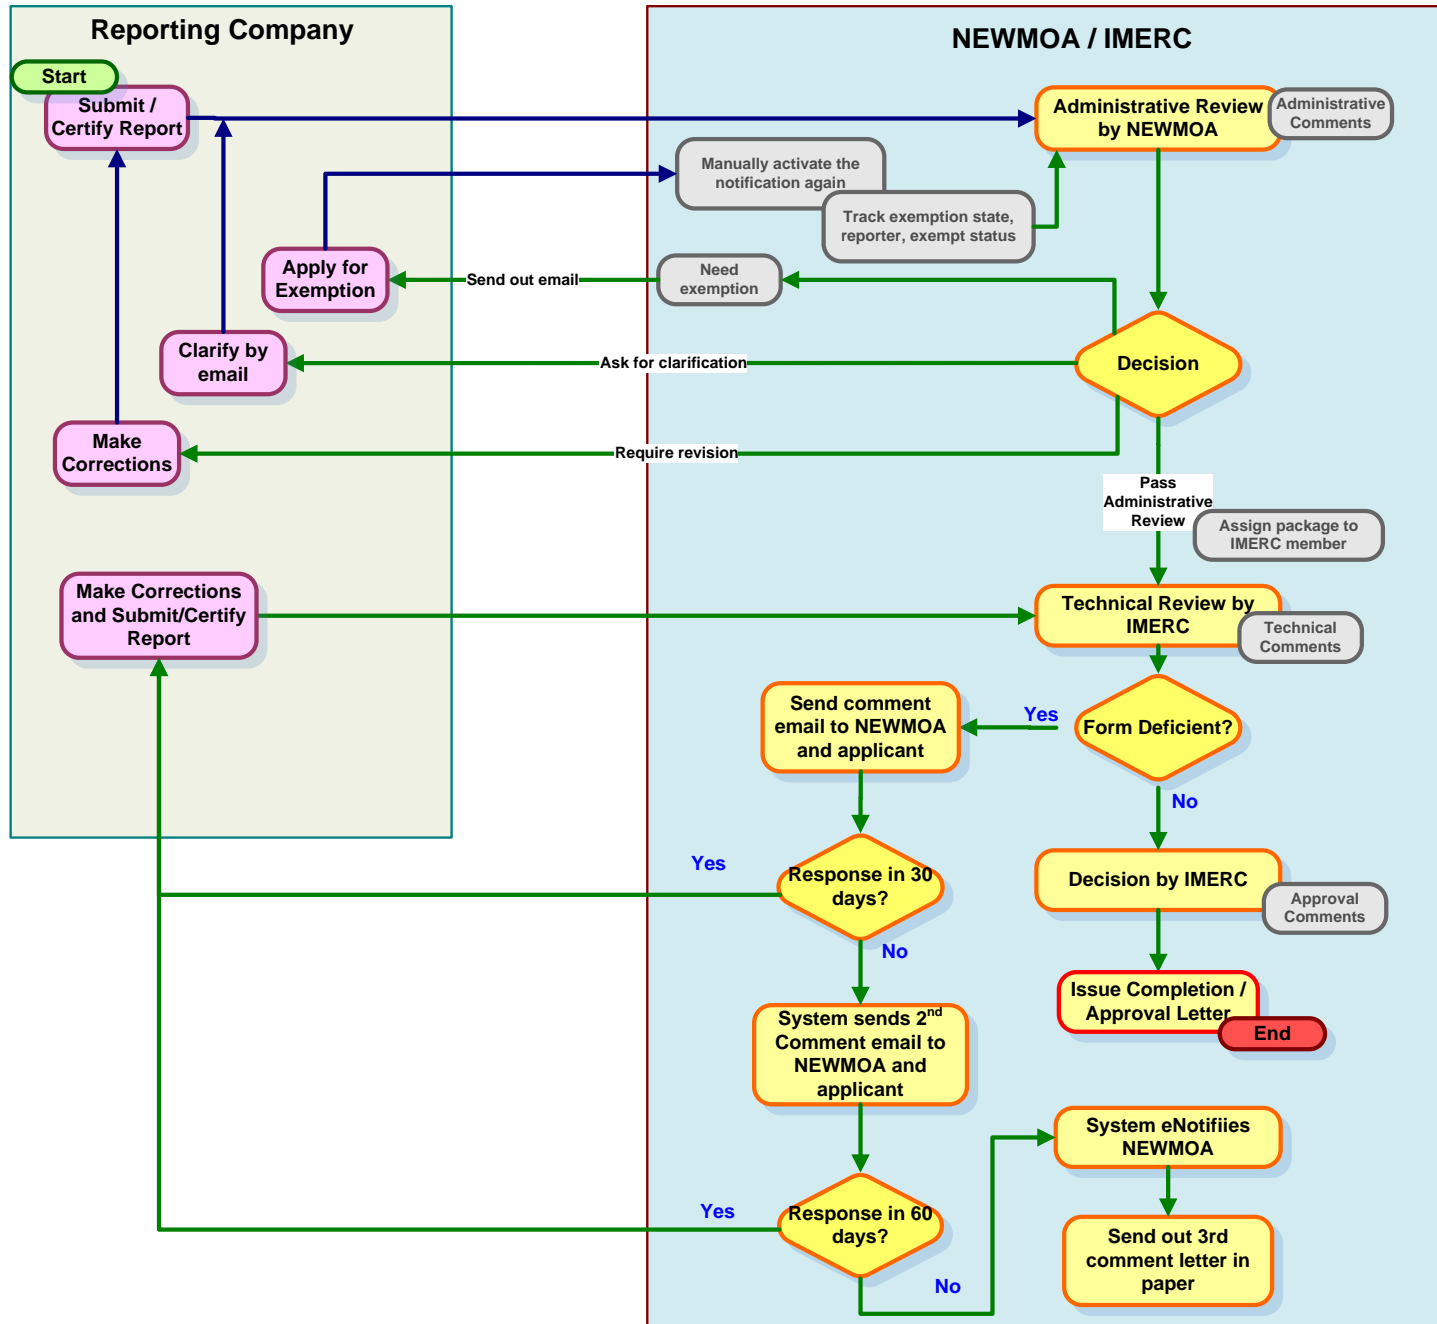 Reporting Company
NEWMOA / IMERC
Start
Submit /
Certify Report
Administrative Review
by NEWMOA
Administrative
Comments
Manually activate the
notification again
Track exemption state,
reporter, exempt status
Apply for
Exemption
Send out email
Need
exemption
Clarify by
email
Ask for clarification
Decision
Make
Corrections
Require revision
Pass
Administrative
Review
Assign package to
IMERC member
Make Corrections
and Submit/Certify
Report
Technical Review by
IMERC
Technical
Comments
Send comment
email to NEWMOA
and applicant
Yes
Form Deficient?
No
Yes
Response in 30
days?
Decision by IMERC
Approval
Comments
No
Issue Completion /
Approval Letter
End
System sends 2nd
Comment email to
NEWMOA and
applicant
System eNotifiies
NEWMOA
Yes
Response in 60
days?
No
Send out 3rd
comment letter in
paper